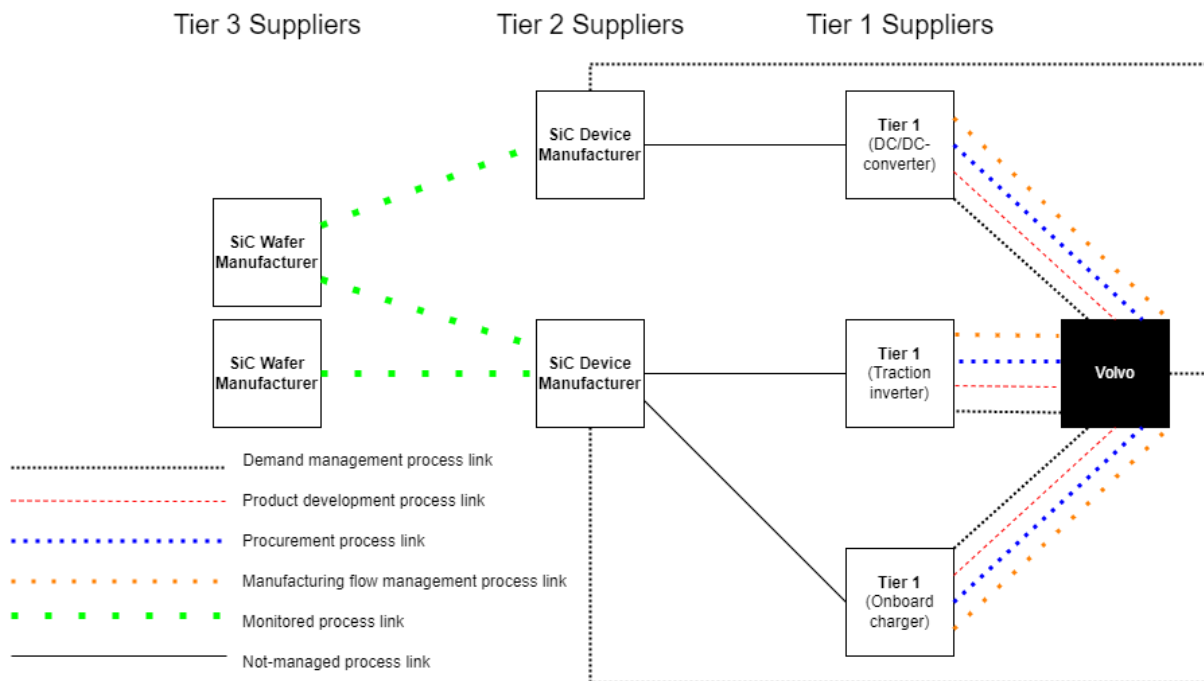 Tier 3 Suppliers
Tier 2 Suppliers
Tier 1 Suppliers
SiC Device
Manufacturer
Tier 1
(DC/DC-
converter)
SiC Wafer
Manufacturer
SiC Wafer
Manufacturer
SiC Device
Manufacturer
Tier 1
(Traction
inverter)
Volvo
Demand management process link
Product development process link
Procurement process link
Manufacturing flow management process link
Monitored process link
Not-managed process link
Tier 1
(Onboard
charger)